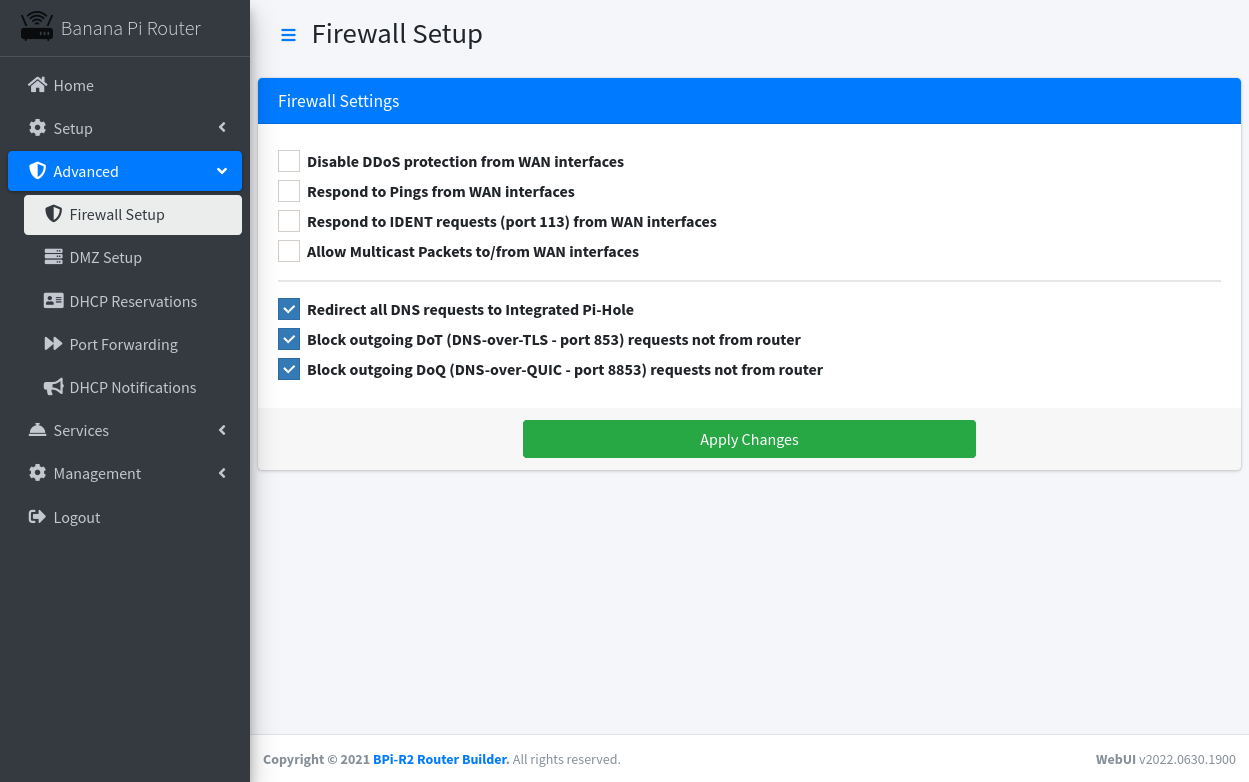 Banana Pi Router
Home
Setup
Advanced
Firewall Setup
DMZ Setup
DHCP Reservations
Port Forwarding
DHCP Notifications
Services
Management
Logout
Firewall Setup
Firewall Settings
Disable DDoS protection from WAN interfaces
Respond to Pings from WAN interfaces
Respond to IDENT requests (port 113) from WAN interfaces
Allow Multicast Packets to/from WAN interfaces
Redirect all DNS requests to Integrated Pi-Hole
Block outgoing DoT (DNS-over-TLS - port 853) requests not from router
Block outgoing DoQ (DNS-over-QUIC - port 8853) requests not from router
Apply Changes
Copyright © 2021 BPi-R2 Router Builder. All rights reserved.
WebUI v2022.0630.1900